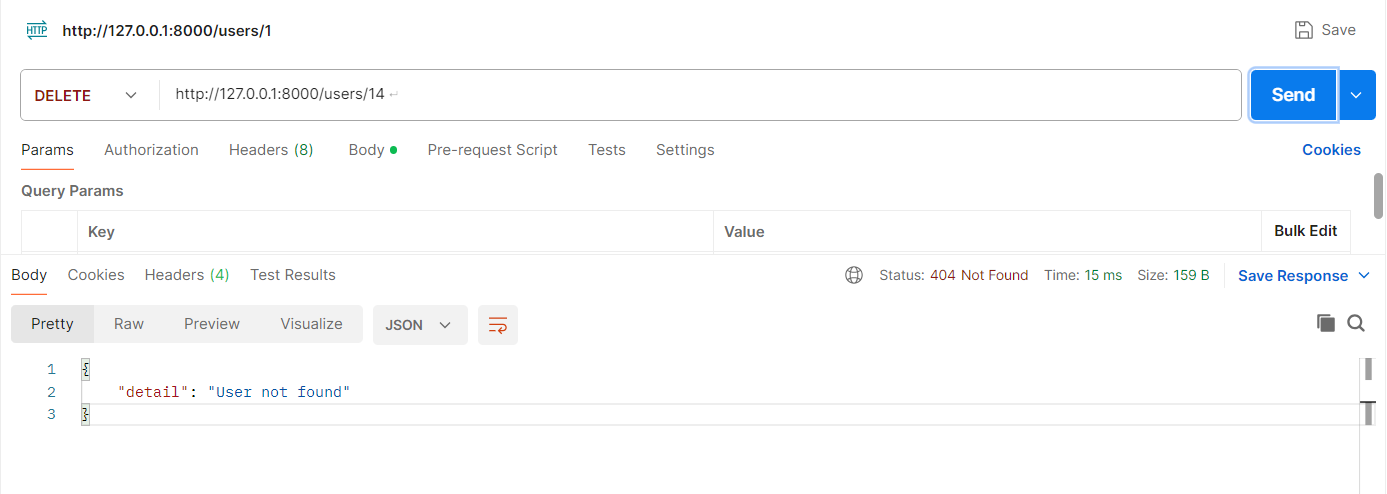 HTTP http://127.0.0.1:8000/users/1 Save
DELETE http://127.0.0.1:8000/users/14 Send
Params Authorization Headers (8) Body Pre-request Script Tests Settings Cookies
Query Params
Key Value Bulk Edit
Body Cookies Headers (4) Test Results Status: 404 Not Found Time: 15 ms Size: 159 B Save Response
Pretty Raw Preview Visualize JSON
1 {
2 "detail": "User not found"
3 }